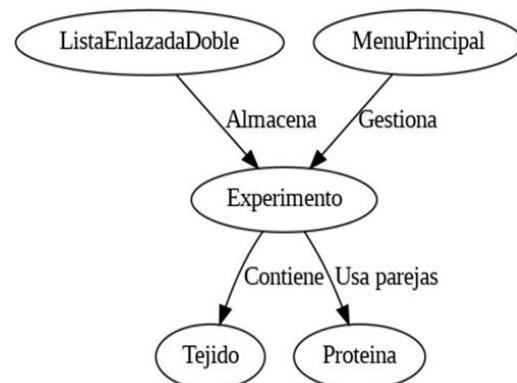 ListaEnlazadaDoble
MenuPrincipal
Almacena
Gestiona
Experimento
Contiene
Usa parejas
Tejido
Proteina